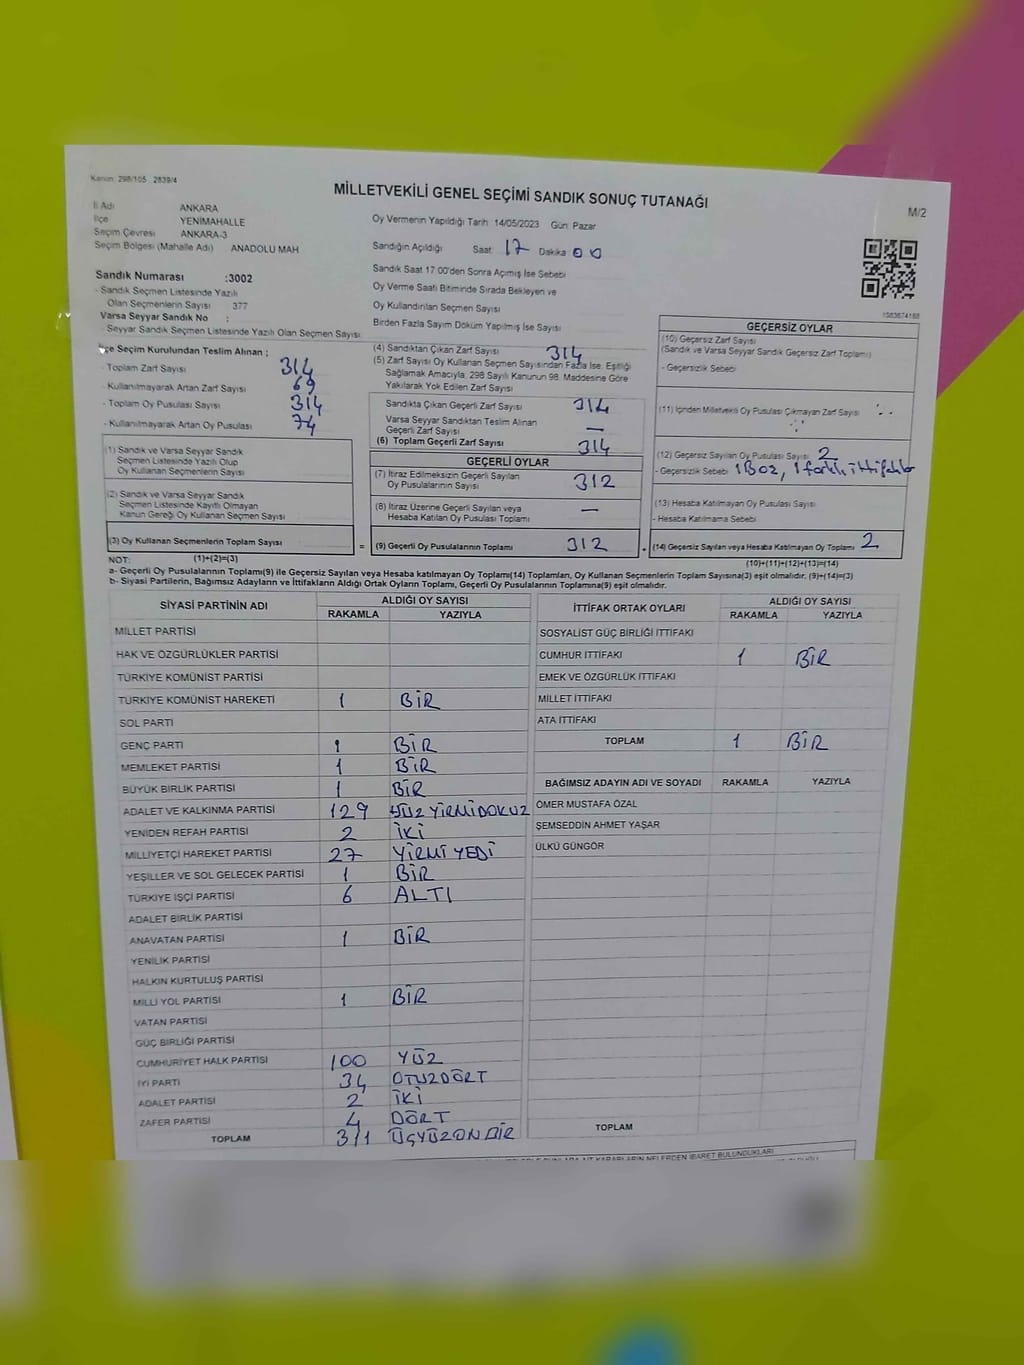 Kanun: 298/105 2839/4
MİLLETVEKİLİ GENEL SEÇİMİ SANDIK SONUÇ TUTANAĞI
M/2
İl Adı ANKARA
İlçe YENİMAHALLE
Seçim Çevresi ANKARA-3
Seçim Bölgesi (Mahalle Adı) ANADOLU MAH
Oy Vermenin Yapıldığı Tarih 14/05/2023 Gün: Pazar
Sandığın Açıldığı Saat 17 Dakika 00
Sandık Saat 17:00'den Sonra Açımış İse Sebebi
Oy Verme Saati Bitiminde Sırada Bekleyen ve
Oy Kullandırılan Seçmen Sayısı
Birden Fazla Sayım Döküm Yapılmış İse Sayısı
Sandık Numarası :3002
- Sandık Seçmen Listesinde Yazılı
Olan Seçmenlerin Sayısı 377
Varsa Seyyar Sandık No :
- Seyyar Sandık Seçmen Listesinde Yazılı Olan Seçmen Sayısı
İlçe Seçim Kurulundan Teslim Alınan ;
- Toplam Zarf Sayısı 314
- Kullanılmayarak Artan Zarf Sayısı 69
- Toplam Oy Pusulası Sayısı 314
- Kullanılmayarak Artan Oy Pusulası 74
(1) Sandık ve Varsa Seyyar Sandık
Seçmen Listesinde Yazılı Olup
Oy Kullanan Seçmenlerin Sayısı
(2) Sandık ve Varsa Seyyar Sandık
Seçmen Listesinde Kayıtlı Olmayan
Kanun Gereği Oy Kullanan Seçmen Sayısı
(3) Oy Kullanan Seçmenlerin Toplam Sayısı
(1)+(2)=(3)
(4) Sandıktan Çıkan Zarf Sayısı 314
(5) Zarf Sayısı Oy Kullanan Seçmen Sayısından Fazla İse, Eşitliği
Sağlamak Amacıyla, 298 Sayılı Kanunun 98. Maddesine Göre
Yakılarak Yok Edilen Zarf Sayısı
Sandıkta Çıkan Geçerli Zarf Sayısı 314
Varsa Seyyar Sandıktan Teslim Alınan
Geçerli Zarf Sayısı —
(6) Toplam Geçerli Zarf Sayısı 314
GEÇERLİ OYLAR
(7) İtiraz Edilmeksizin Geçerli Sayılan
Oy Pusulalarının Sayısı 312
(8) İtiraz Üzerine Geçerli Sayılan veya
Hesaba Katılan Oy Pusulası Toplamı —
= (9) Geçerli Oy Pusulalarının Toplamı 312
GEÇERSİZ OYLAR
(10) Geçersiz Zarf Sayısı
(Sandık ve Varsa Seyyar Sandık Geçersiz Zarf Toplamı)
- Geçersizlik Sebebi
(11) İçinden Milletvekili Oy Pusulası Çıkmayan Zarf Sayısı
(12) Geçersiz Sayılan Oy Pusulası Sayısı 2
- Geçersizlik Sebebi 1 Boz, 1 farklı ittifaklar
(13) Hesaba Katılmayan Oy Pusulası Sayısı
- Hesaba Katılmama Sebebi
(14) Geçersiz Sayılan veya Hesaba Katılmayan Oy Toplamı 2
(10)+(11)+(12)+(13)=(14)
NOT:
a- Geçerli Oy Pusulalarının Toplamı(9) ile Geçersiz Sayılan veya Hesaba katılmayan Oy Toplamı(14) Toplamları, Oy Kullanan Seçmenlerin Toplam Sayısına(3) eşit olmalıdır. (9)+(14)=(3)
b- Siyasi Partilerin, Bağımsız Adayların ve İttifakların Aldığı Ortak Oyların Toplamı, Geçerli Oy Pusulalarının Toplamına(9) eşit olmalıdır.
SİYASİ PARTİNİN ADI ALDIĞI OY SAYISI
RAKAMLA YAZIYLA
MİLLET PARTİSİ
HAK VE ÖZGÜRLÜKLER PARTİSİ
TÜRKİYE KOMÜNİST PARTİSİ
TÜRKİYE KOMÜNİST HAREKETİ 1 BİR
SOL PARTİ
GENÇ PARTİ 1 BİR
MEMLEKET PARTİSİ 1 BİR
BÜYÜK BİRLİK PARTİSİ 1 BİR
ADALET VE KALKINMA PARTİSİ 129 YÜZ YİRMİ DOKUZ
YENİDEN REFAH PARTİSİ 2 İKİ
MİLLİYETÇİ HAREKET PARTİSİ 27 YİRMİ YEDİ
YEŞİLLER VE SOL GELECEK PARTİSİ 1 BİR
TÜRKİYE İŞÇİ PARTİSİ 6 ALTI
ADALET BİRLİK PARTİSİ
ANAVATAN PARTİSİ 1 BİR
YENİLİK PARTİSİ
HALKIN KURTULUŞ PARTİSİ
MİLLİ YOL PARTİSİ 1 BİR
VATAN PARTİSİ
GÜÇ BİRLİĞİ PARTİSİ
CUMHURİYET HALK PARTİSİ 100 YÜZ
İYİ PARTİ 34 OTUZDÖRT
ADALET PARTİSİ 2 İKİ
ZAFER PARTİSİ 4 DÖRT
TOPLAM 311 ÜÇYÜZON BİR
İTTİFAK ORTAK OYLARI ALDIĞI OY SAYISI
RAKAMLA YAZIYLA
SOSYALİST GÜÇ BİRLİĞİ İTTİFAKI
CUMHUR İTTİFAKI 1 BİR
EMEK VE ÖZGÜRLÜK İTTİFAKI
MİLLET İTTİFAKI
ATA İTTİFAKI
TOPLAM 1 BİR
BAĞIMSIZ ADAYIN ADI VE SOYADI RAKAMLA YAZIYLA
ÖMER MUSTAFA ÖZAL
ŞEMSEDDİN AHMET YAŞAR
ÜLKÜ GÜNGÖR
TOPLAM